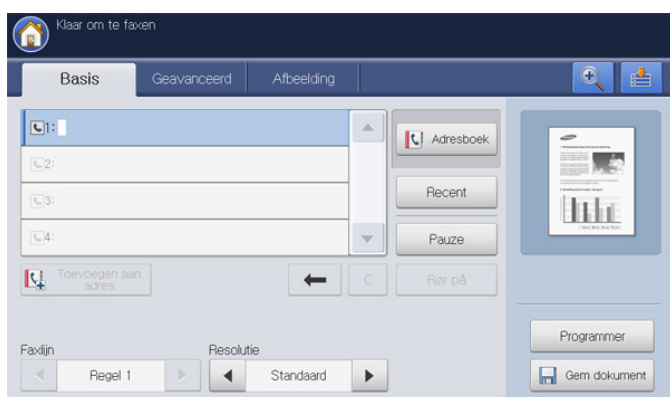 Klaar om te faxen
Basis
Geavanceerd
Afbeelding
1:
Adresboek
2:
3:
Recent
4:
Pauze
Toevoegen aan
adres
C
Rør på
Faxlijn
Resolutie
Regel 1
Standaard
Programmer
Gem dokument